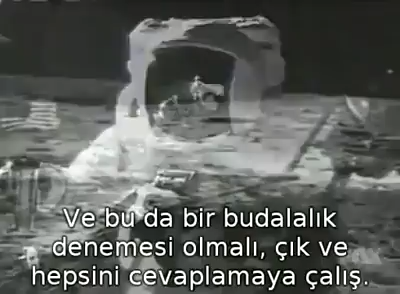 Ve bu da bir budalalık
denemesi olmalı, çık ve
hepsini cevaplamaya çalış.